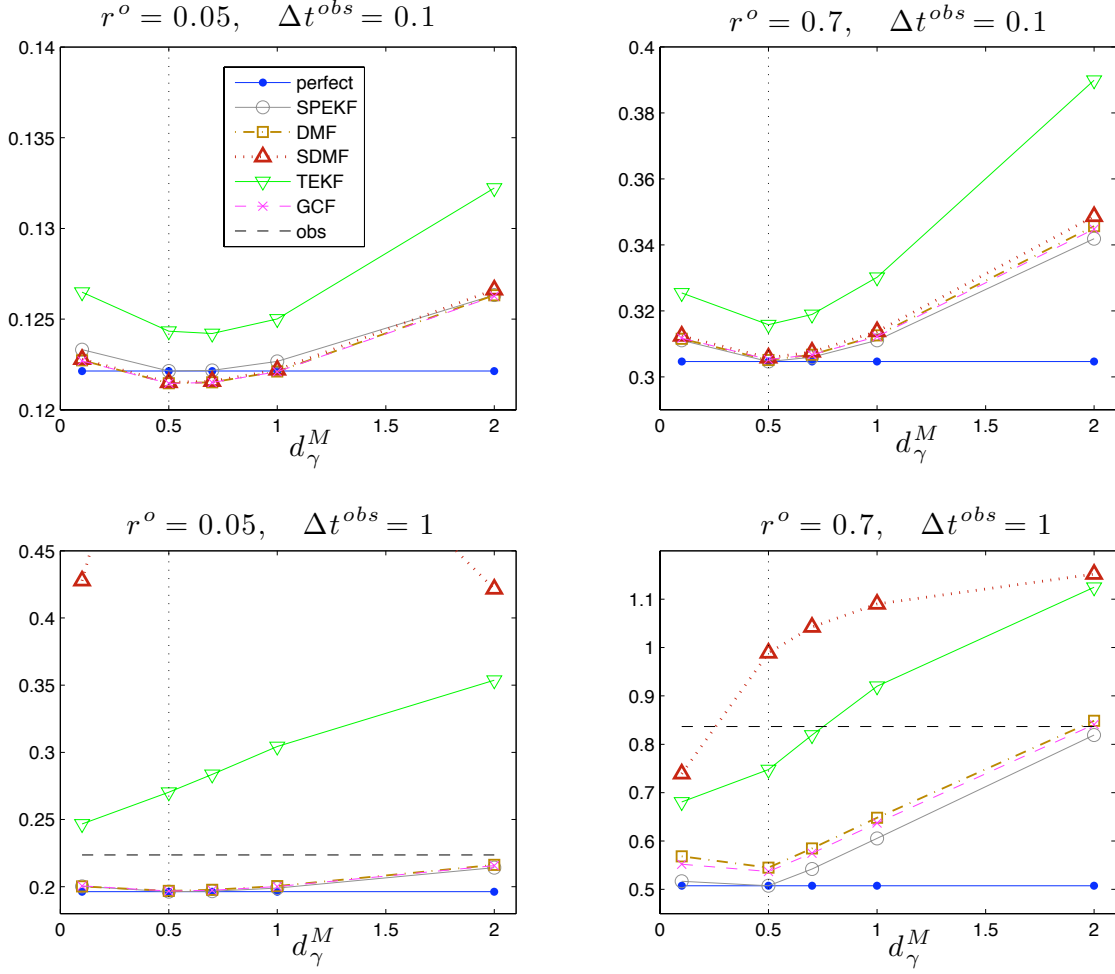 r^o = 0.05, Δt^{obs} = 0.1
0.14
0.135
0.13
0.125
0.12
0 0.5 1 1.5 2
d_γ^M
perfect
SPEKF
DMF
SDMF
TEKF
GCF
obs
r^o = 0.7, Δt^{obs} = 0.1
0.4
0.38
0.36
0.34
0.32
0.3
0 0.5 1 1.5 2
d_γ^M
r^o = 0.05, Δt^{obs} = 1
0.45
0.4
0.35
0.3
0.25
0.2
0 0.5 1 1.5 2
d_γ^M
r^o = 0.7, Δt^{obs} = 1
1.1
1
0.9
0.8
0.7
0.6
0.5
0 0.5 1 1.5 2
d_γ^M